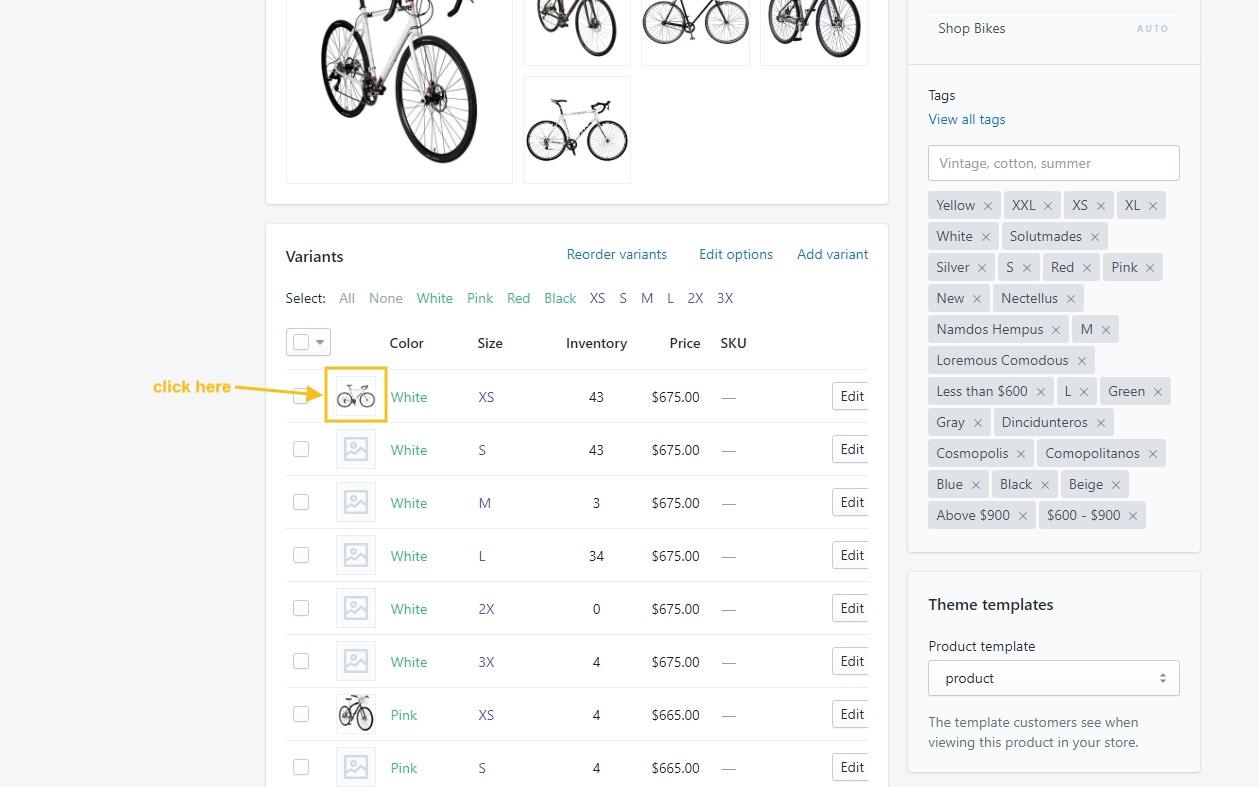 Shop Bikes AUTO
Tags
View all tags
Vintage, cotton, summer
Yellow × XXL × XS × XL ×
White × Solutmades ×
Silver × S × Red × Pink ×
New × Nectellus ×
Namdos Hempus × M ×
Loremous Comodous ×
Less than $600 × L × Green ×
Gray × Dincidunteros ×
Cosmopolis × Comopolitanos ×
Blue × Black × Beige ×
Above $900 × $600 - $900 ×
Variants Reorder variants Edit options Add variant
Select: All None White Pink Red Black XS S M L 2X 3X
Color Size Inventory Price SKU
click here
White XS 43 $675.00 — Edit
White S 43 $675.00 — Edit
White M 3 $675.00 — Edit
White L 34 $675.00 — Edit
White 2X 0 $675.00 — Edit
White 3X 4 $675.00 — Edit
Pink XS 4 $665.00 — Edit
Pink S 4 $665.00 — Edit
Theme templates
Product template
product
The template customers see when
viewing this product in your store.